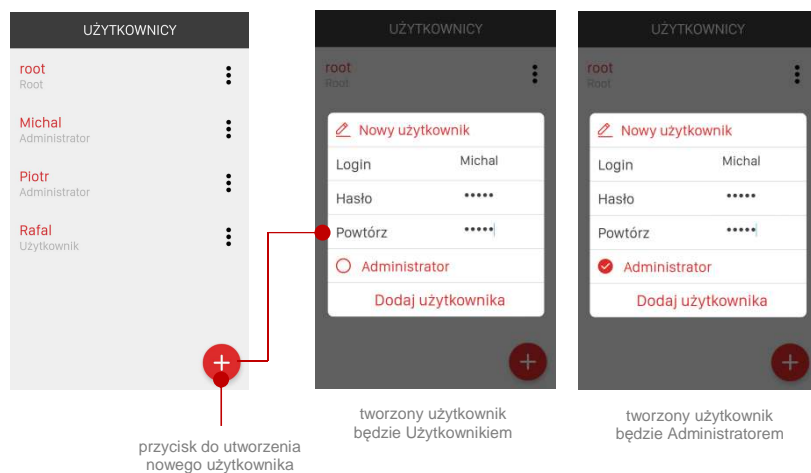 UŻYTKOWNICY
root
Root
Michal
Administrator
Piotr
Administrator
Rafal
Użytkownik
przycisk do utworzenia
nowego użytkownika
UŻYTKOWNICY
root
Root
Nowy użytkownik
Login Michal
Hasło •••••
Powtórz •••••
Administrator
Dodaj użytkownika
tworzony użytkownik
będzie Użytkownikiem
UŻYTKOWNICY
root
Root
Nowy użytkownik
Login Michal
Hasło •••••
Powtórz •••••
Administrator
Dodaj użytkownika
tworzony użytkownik
będzie Administratorem